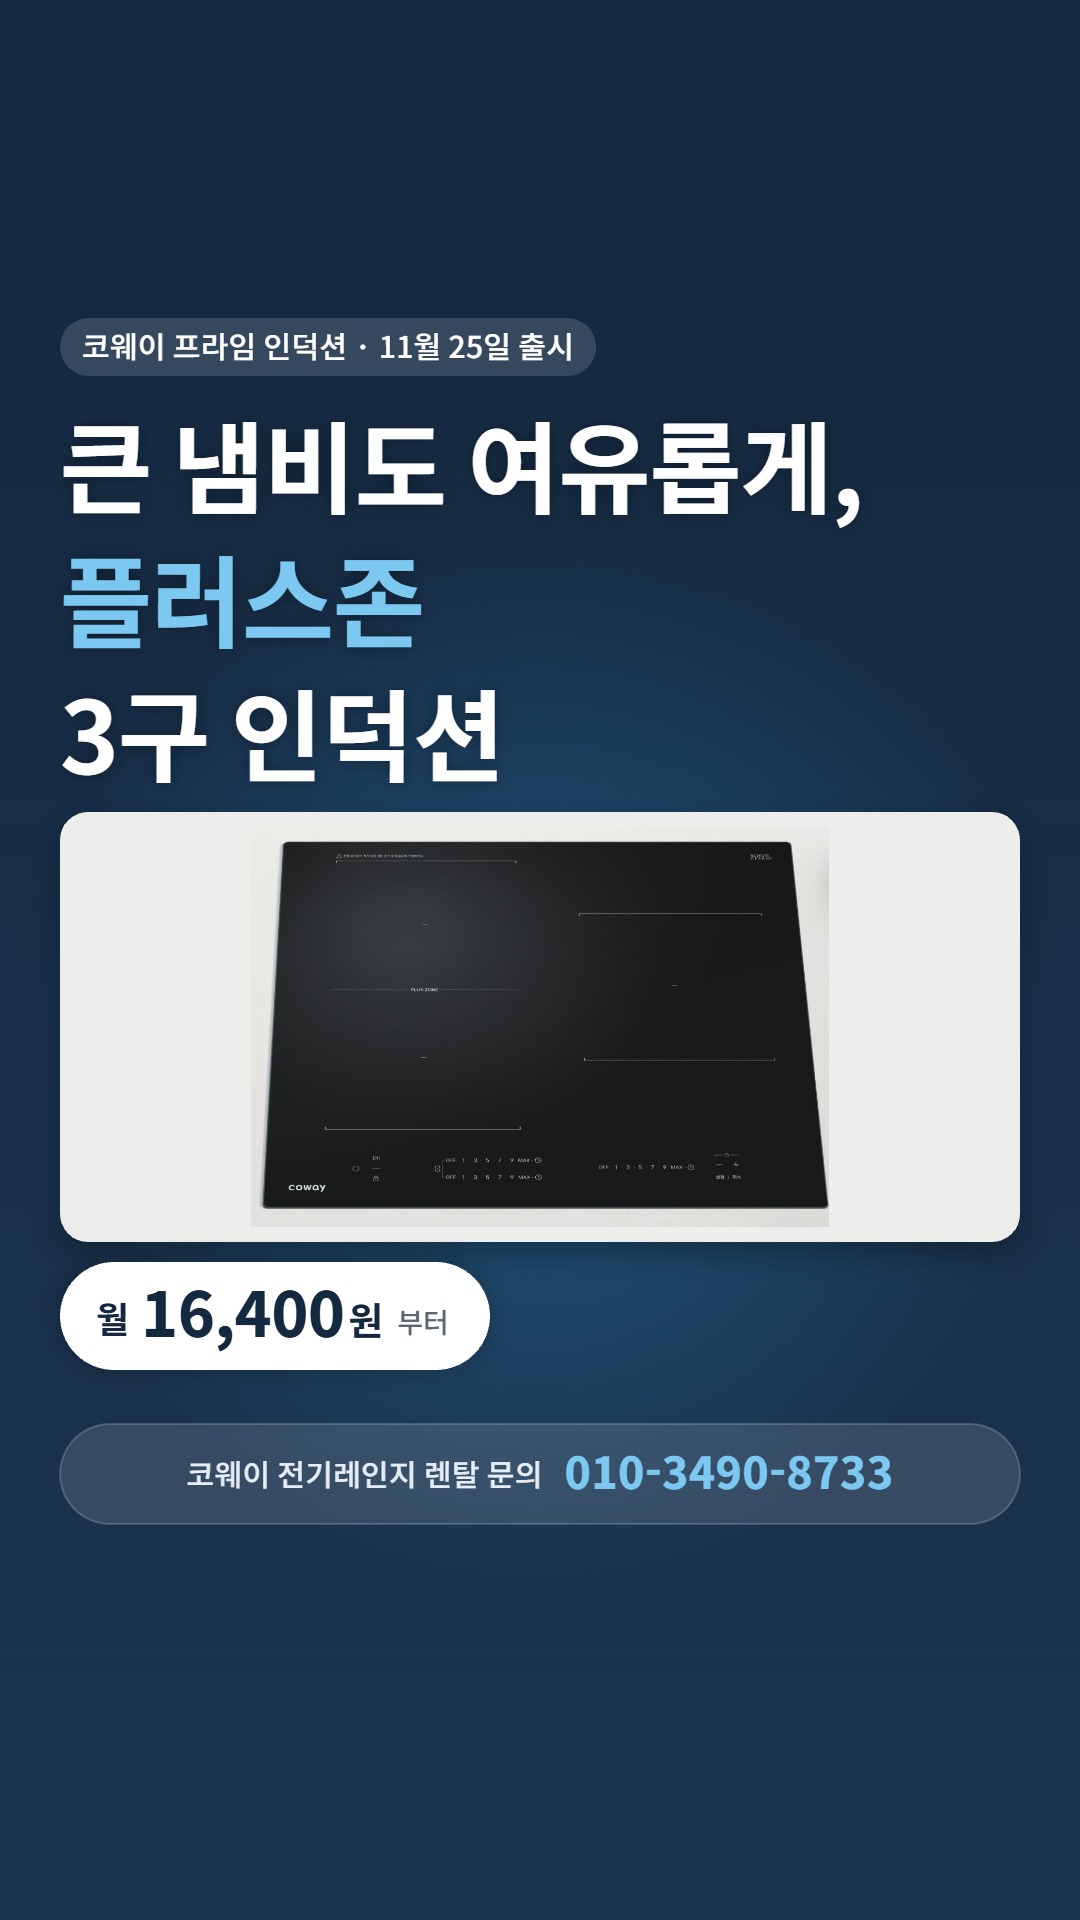 코웨이 프라임 인덕션 · 11월 25일 출시
큰 냄비도 여유롭게,
플러스존
3구 인덕션
PLUS ZONE
OFF 1 · 3 · 5 · 7 · 9 MAX
OFF 1 · 3 · 5 · 7 · 9 MAX
OFF 1 · 3 · 5 · 7 · 9 MAX
coway
월 16,400원 부터
코웨이 전기레인지 렌탈 문의 010-3490-8733